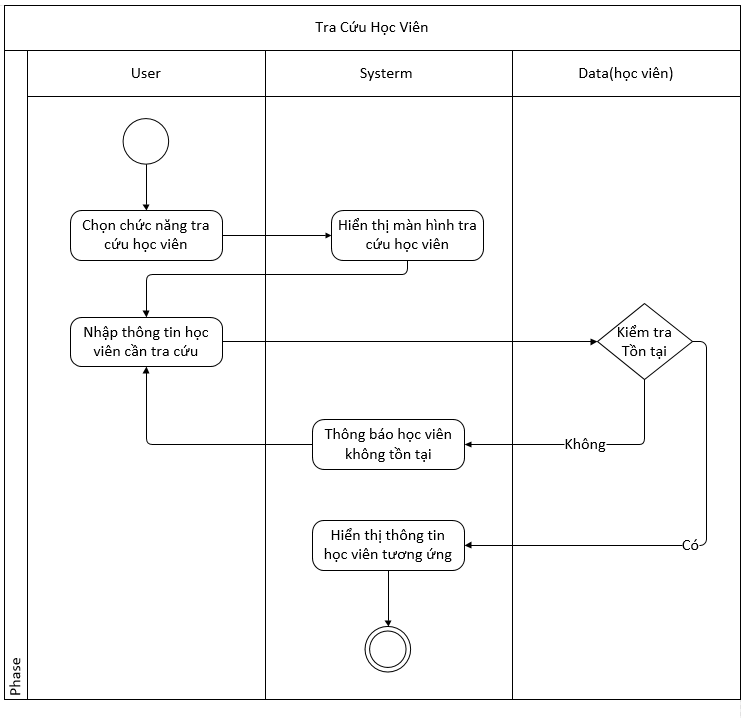 Tra Cứu Học Viên
User
Systerm
Data(học viên)
Chọn chức năng tra
cứu học viên
Hiển thị màn hình tra
cứu học viên
Nhập thông tin học
viên cần tra cứu
Kiểm tra
Tồn tại
Thông báo học viên
không tồn tại
Không
Hiển thị thông tin
học viên tương ứng
Có
Phase